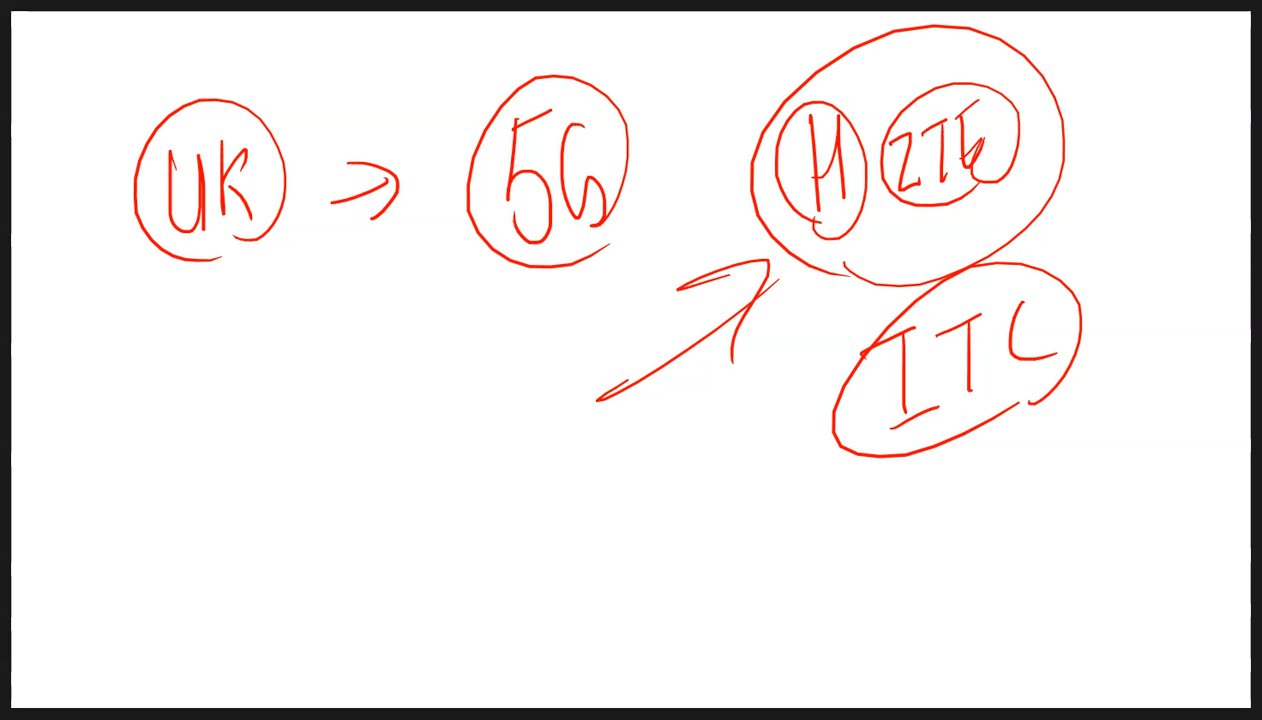 UK → 5G H ZTE
ITC